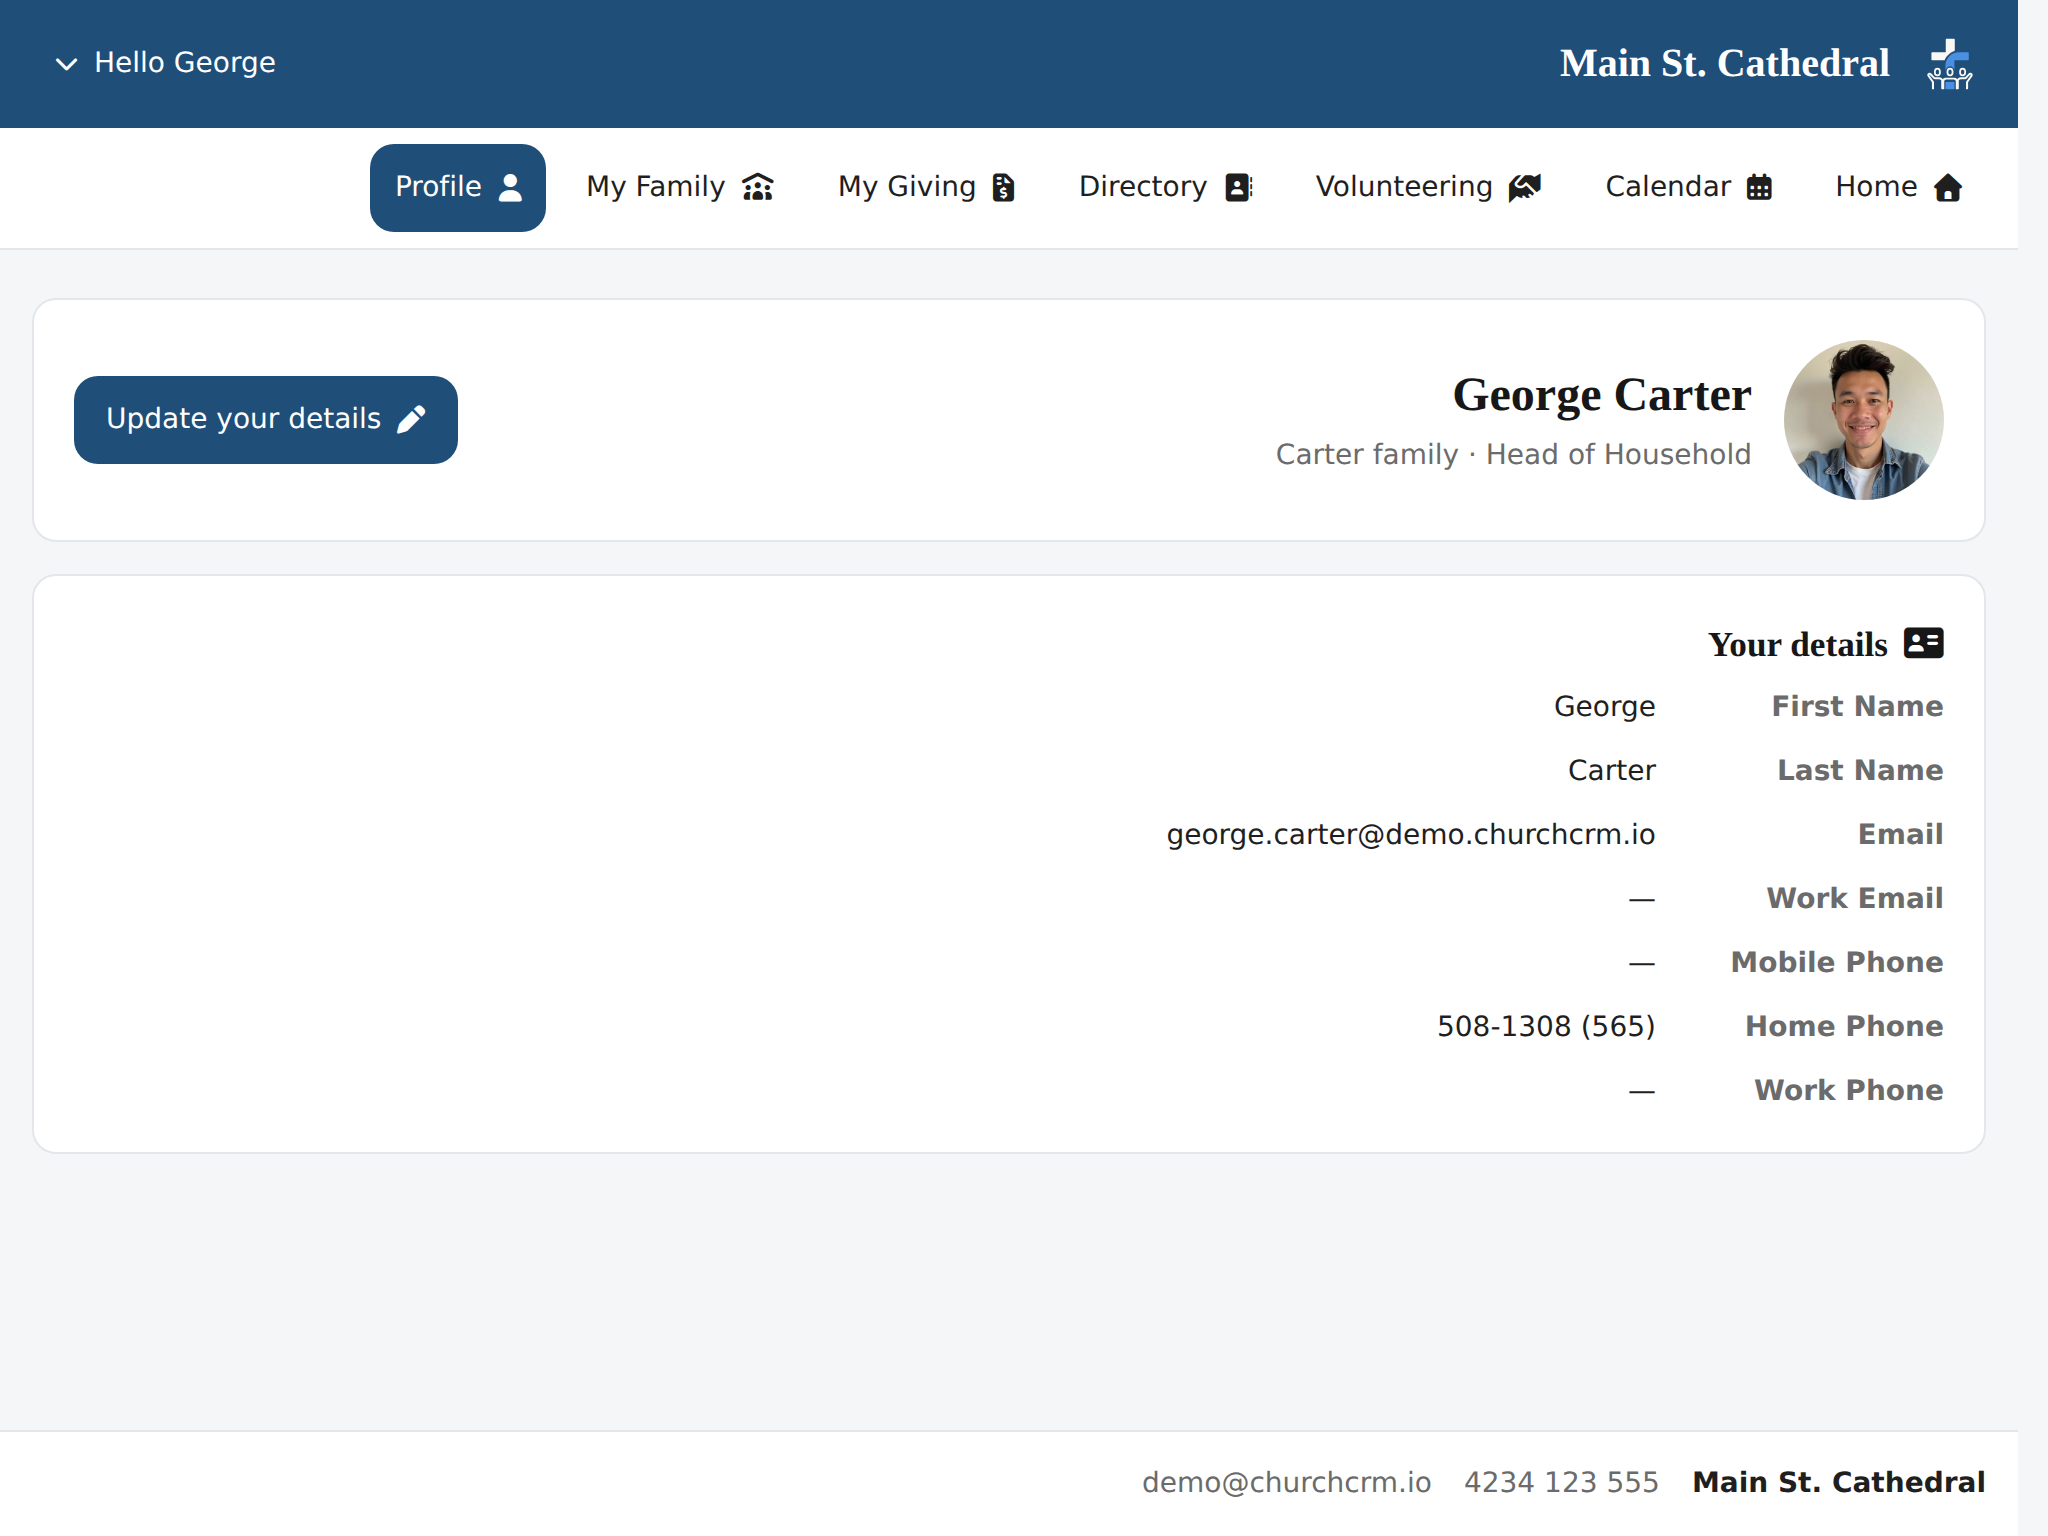 Main St. Cathedral
Hello George
Home
Calendar
Volunteering
Directory
My Giving
My Family
Profile
George Carter
Carter family · Head of Household
Update your details
Your details
First Name George
Last Name Carter
Email george.carter@demo.churchcrm.io
Work Email —
Mobile Phone —
Home Phone 508-1308 (565)
Work Phone —
Main St. Cathedral 4234 123 555 demo@churchcrm.io